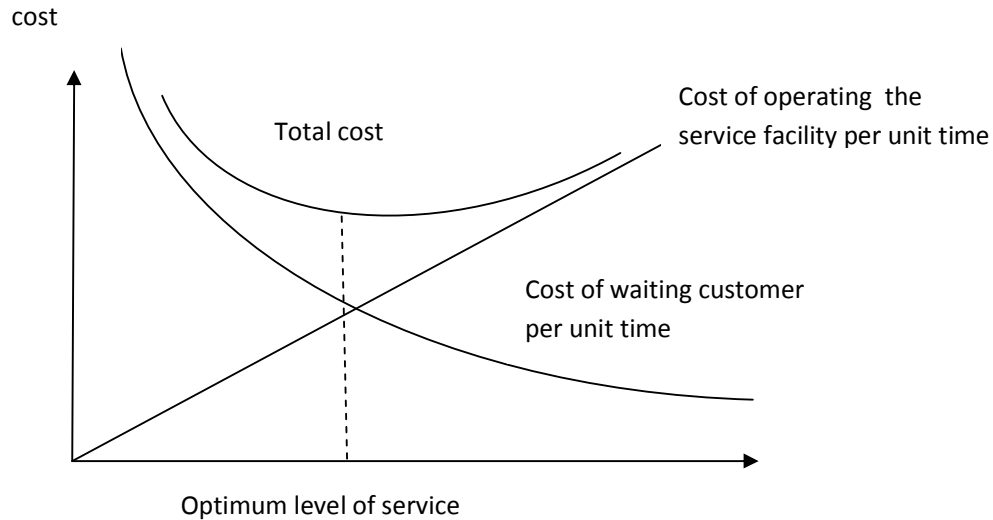 cost
Total cost
Cost of operating the
service facility per unit time
Cost of waiting customer
per unit time
Optimum level of service